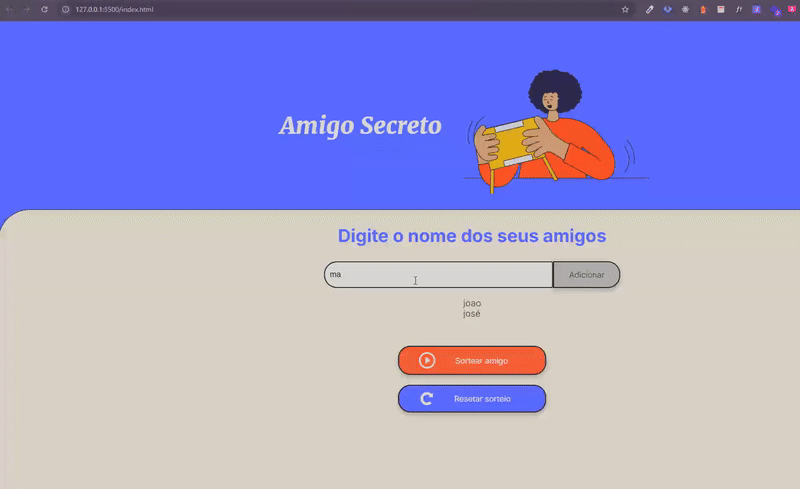 127.0.0.1:5500/index.html
Amigo Secreto
Digite o nome dos seus amigos
ma
Adicionar
joao
josé
Sortear amigo
Resetar sorteio